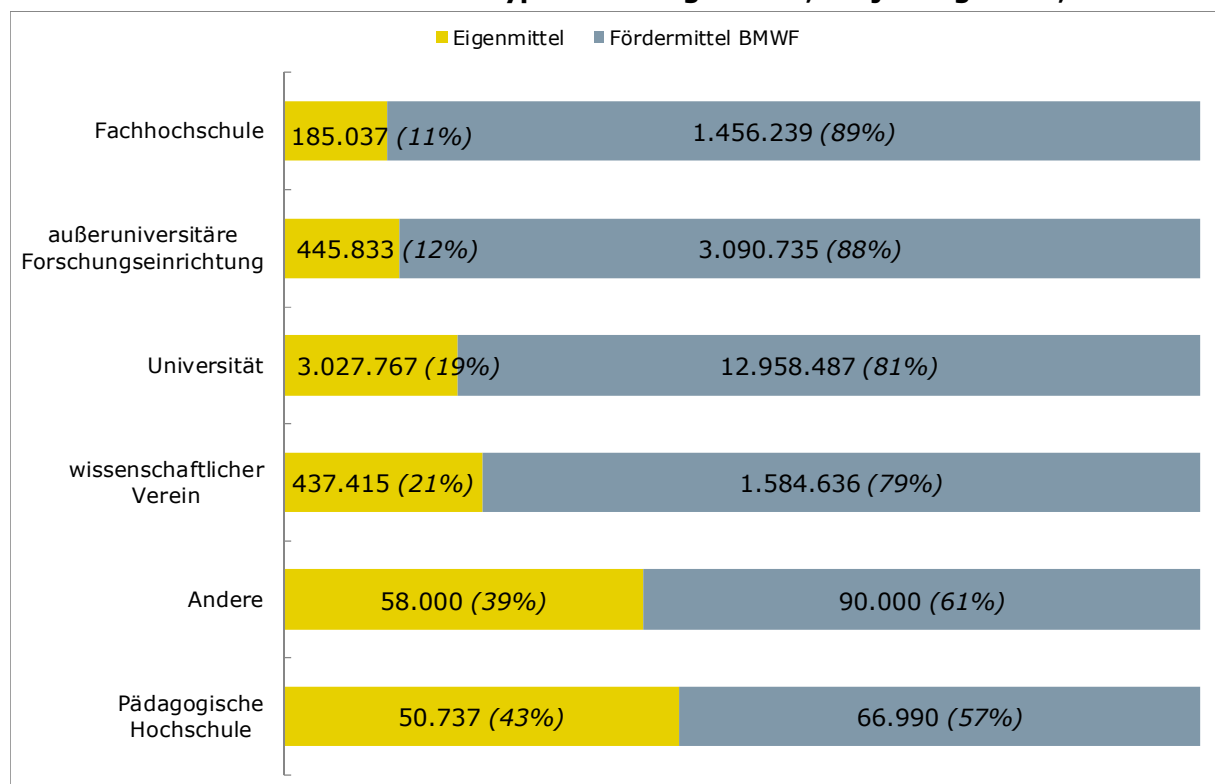 Eigenmittel Fördermittel BMWF
Fachhochschule
185.037 (11%) 1.456.239 (89%)
außeruniversitäre
Forschungseinrichtung
445.833 (12%) 3.090.735 (88%)
Universität
3.027.767 (19%) 12.958.487 (81%)
wissenschaftlicher
Verein
437.415 (21%) 1.584.636 (79%)
Andere
58.000 (39%) 90.000 (61%)
Pädagogische
Hochschule
50.737 (43%) 66.990 (57%)